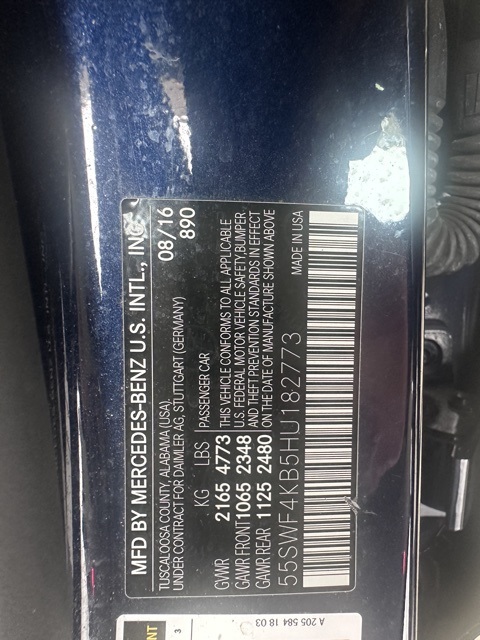 MFD BY MERCEDES-BENZ U.S. INTL., INC.
TUSCALOOSA COUNTY, ALABAMA (USA),
UNDER CONTRACT FOR DAIMLER AG, STUTTGART (GERMANY)
08/16
890
KG LBS PASSENGER CAR
GVWR 2165 4773 THIS VEHICLE CONFORMS TO ALL APPLICABLE
GAWR FRONT 1065 2348 U.S. FEDERAL MOTOR VEHICLE SAFETY,BUMPER
GAWR REAR 1125 2480 AND THEFT PREVENTION STANDARDS IN EFFECT
ON THE DATE OF MANUFACTURE SHOWN ABOVE
55SWF4KB5HU182773 MADE IN USA
A 205 584 18 03
3